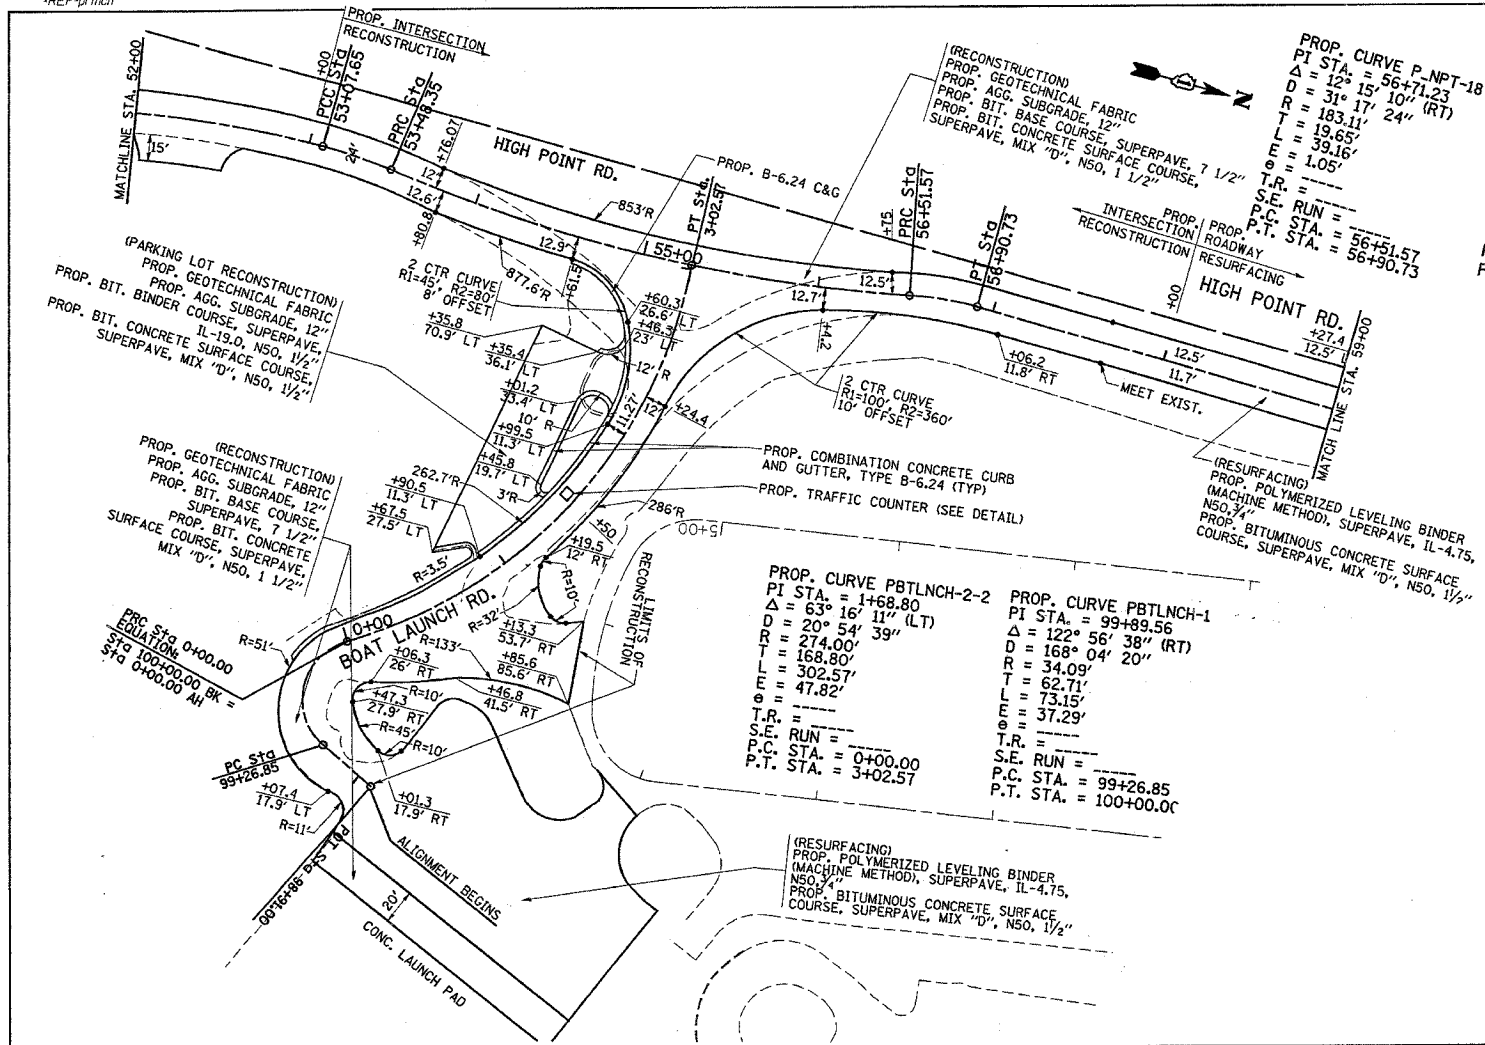 PROP. INTERSECTION
RECONSTRUCTION
+00
PCC Sta
53+07.65
PRC Sta
53+48.35
MATCHLINE STA. 52+00
15'
24'
+76.07
12'
12.6'
+80.8
HIGH POINT RD.
853'R
PROP. B-6.24 C&G
PT Sta.
3+02.57
12.9'
55+00
877.6'R
+61.5
2 CTR CURVE
R1=45', R2=80'
8' OFFSET
(RECONSTRUCTION)
PROP. GEOTECHNICAL FABRIC
PROP. AGG. SUBGRADE, 12"
PROP. BIT. BASE COURSE, SUPERPAVE, 7 1/2"
PROP. BIT. CONCRETE SURFACE COURSE,
SUPERPAVE, MIX "D", N50, 1 1/2"
N
PROP. CURVE P_NPT-18
PI STA. = 56+71.23
Δ = 12° 15' 10" (RT)
D = 31° 17' 24"
R = 183.11'
T = 19.65'
L = 39.16'
E = 1.05'
e = -----
T.R. = -----
S.E. RUN = -----
P.C. STA. = 56+51.57
P.T. STA. = 56+90.73
+75
PRC Sta
56+51.57
PT Sta
56+90.73
12.5'
12.7'
+4.2
PROP.
INTERSECTION
RECONSTRUCTION
PROP.
ROADWAY
RESURFACING
+00
HIGH POINT RD.
+27.4
12.5'
12.5'
11.7'
MATCH LINE STA. 59+00
+06.2
11.8' RT
MEET EXIST.
2 CTR CURVE
R1=100', R2=360'
10' OFFSET
(RESURFACING)
PROP. POLYMERIZED LEVELING BINDER
(MACHINE METHOD), SUPERPAVE, IL-4.75,
N50, 3/4"
PROP. BITUMINOUS CONCRETE SURFACE
COURSE, SUPERPAVE, MIX "D", N50, 1 1/2"
(PARKING LOT RECONSTRUCTION)
PROP. GEOTECHNICAL FABRIC
PROP. AGG. SUBGRADE, 12"
PROP. BIT. BINDER COURSE, SUPERPAVE,
IL-19.0, N50, 1 1/2"
PROP. BIT. CONCRETE SURFACE COURSE,
SUPERPAVE, MIX "D", N50, 1 1/2"
+60.3
26.6' LT
+46.3
23' LT
+35.8
70.9' LT
+35.4
36.1' LT
12' R
+01.2
33.4' LT
10' R
+99.5
11.3' LT
+45.8
19.7' LT
3'R
262.7'R
+90.5
11.3' LT
+67.5
27.5' LT
R=3.5'
11.27'
12'
+24.4
PROP. COMBINATION CONCRETE CURB
AND GUTTER, TYPE B-6.24 (TYP)
PROP. TRAFFIC COUNTER (SEE DETAIL)
286'R
+50
+19.5
12' RT
5+00
(RECONSTRUCTION)
PROP. GEOTECHNICAL FABRIC
PROP. AGG. SUBGRADE, 12"
PROP. BIT. BASE COURSE,
SUPERPAVE, 7 1/2"
PROP. BIT. CONCRETE
SURFACE COURSE, SUPERPAVE,
MIX "D", N50, 1 1/2"
PRC Sta 0+00.00
EQUATION:
Sta 100+00.00 BK =
Sta 0+00.00 AH
R=51'
0+00
BOAT LAUNCH RD.
R=133'
R=32'
R=10'
+13.3
53.7' RT
+85.6
85.6' RT
+06.3
26' RT
R=10'
+46.8
41.5' RT
+47.3
27.9' RT
R=45'
R=10'
LIMITS OF
RECONSTRUCTION
PROP. CURVE PBTLNCH-2-2
PI STA. = 1+68.80
Δ = 63° 16' 11" (LT)
D = 20° 54' 39"
R = 274.00'
T = 168.80'
L = 302.57'
E = 47.82'
e = -----
T.R. = -----
S.E. RUN = -----
P.C. STA. = 0+00.00
P.T. STA. = 3+02.57
PROP. CURVE PBTLNCH-1
PI STA. = 99+89.56
Δ = 122° 56' 38" (RT)
D = 168° 04' 20"
R = 34.09'
T = 62.71'
L = 73.15'
E = 37.29'
e = -----
T.R. = -----
S.E. RUN = -----
P.C. STA. = 99+26.85
P.T. STA. = 100+00.00
PC Sta
99+26.85
+07.4
17.9' LT
R=11'
+01.3
17.9' RT
POT Sta 98+91.00
ALIGNMENT BEGINS
20'
CONC. LAUNCH PAD
(RESURFACING)
PROP. POLYMERIZED LEVELING BINDER
(MACHINE METHOD), SUPERPAVE, IL-4.75,
N50, 3/4"
PROP. BITUMINOUS CONCRETE SURFACE
COURSE, SUPERPAVE, MIX "D", N50, 1 1/2"